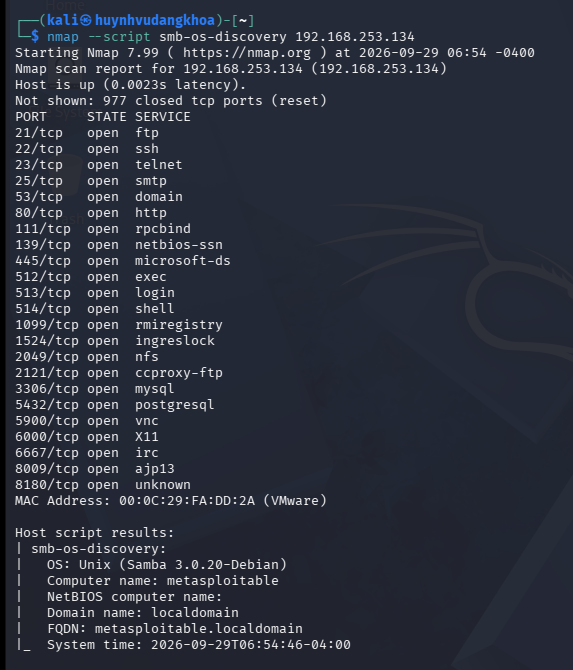 ┌──(kali㉿huynhvudangkhoa)-[~]
└─$ nmap --script smb-os-discovery 192.168.253.134
Starting Nmap 7.99 ( https://nmap.org ) at 2026-09-29 06:54 -0400
Nmap scan report for 192.168.253.134 (192.168.253.134)
Host is up (0.0023s latency).
Not shown: 977 closed tcp ports (reset)
PORT     STATE SERVICE
21/tcp   open  ftp
22/tcp   open  ssh
23/tcp   open  telnet
25/tcp   open  smtp
53/tcp   open  domain
80/tcp   open  http
111/tcp  open  rpcbind
139/tcp  open  netbios-ssn
445/tcp  open  microsoft-ds
512/tcp  open  exec
513/tcp  open  login
514/tcp  open  shell
1099/tcp open  rmiregistry
1524/tcp open  ingreslock
2049/tcp open  nfs
2121/tcp open  ccproxy-ftp
3306/tcp open  mysql
5432/tcp open  postgresql
5900/tcp open  vnc
6000/tcp open  X11
6667/tcp open  irc
8009/tcp open  ajp13
8180/tcp open  unknown
MAC Address: 00:0C:29:FA:DD:2A (VMware)

Host script results:
| smb-os-discovery:
|   OS: Unix (Samba 3.0.20-Debian)
|   Computer name: metasploitable
|   NetBIOS computer name:
|   Domain name: localdomain
|   FQDN: metasploitable.localdomain
|_  System time: 2026-09-29T06:54:46-04:00